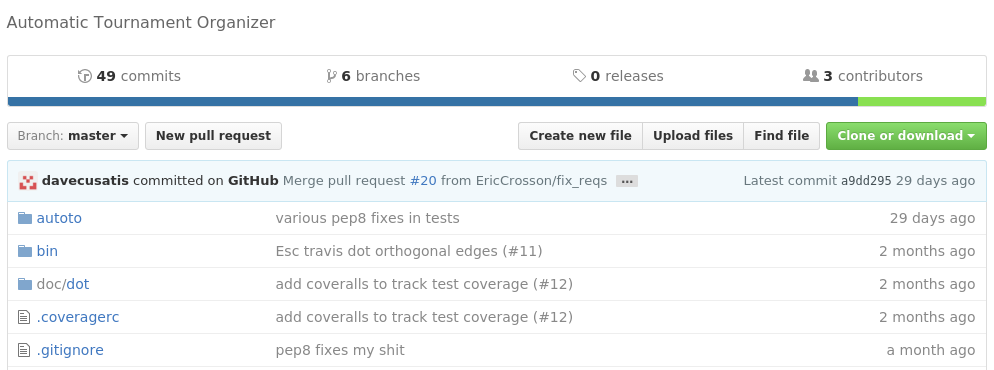 Automatic Tournament Organizer
49 commits 6 branches 0 releases 3 contributors
Branch: master New pull request Create new file Upload files Find file Clone or download
davecusatis committed on GitHub Merge pull request #20 from EricCrosson/fix_reqs ... Latest commit a9dd295 29 days ago
autoto various pep8 fixes in tests 29 days ago
bin Esc travis dot orthogonal edges (#11) 2 months ago
doc/dot add coveralls to track test coverage (#12) 2 months ago
.coveragerc add coveralls to track test coverage (#12) 2 months ago
.gitignore pep8 fixes my shit a month ago